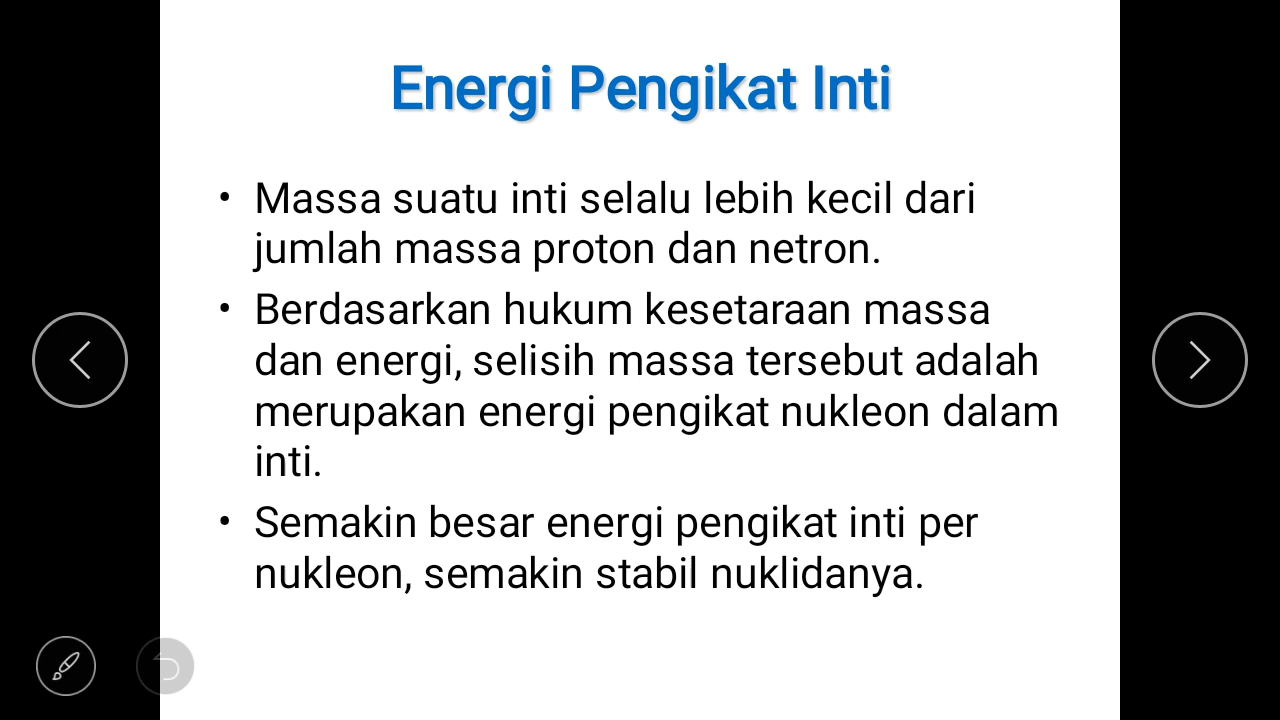 Energi Pengikat Inti
• Massa suatu inti selalu lebih kecil dari
jumlah massa proton dan netron.
• Berdasarkan hukum kesetaraan massa
dan energi, selisih massa tersebut adalah
merupakan energi pengikat nukleon dalam
inti.
• Semakin besar energi pengikat inti per
nukleon, semakin stabil nuklidanya.